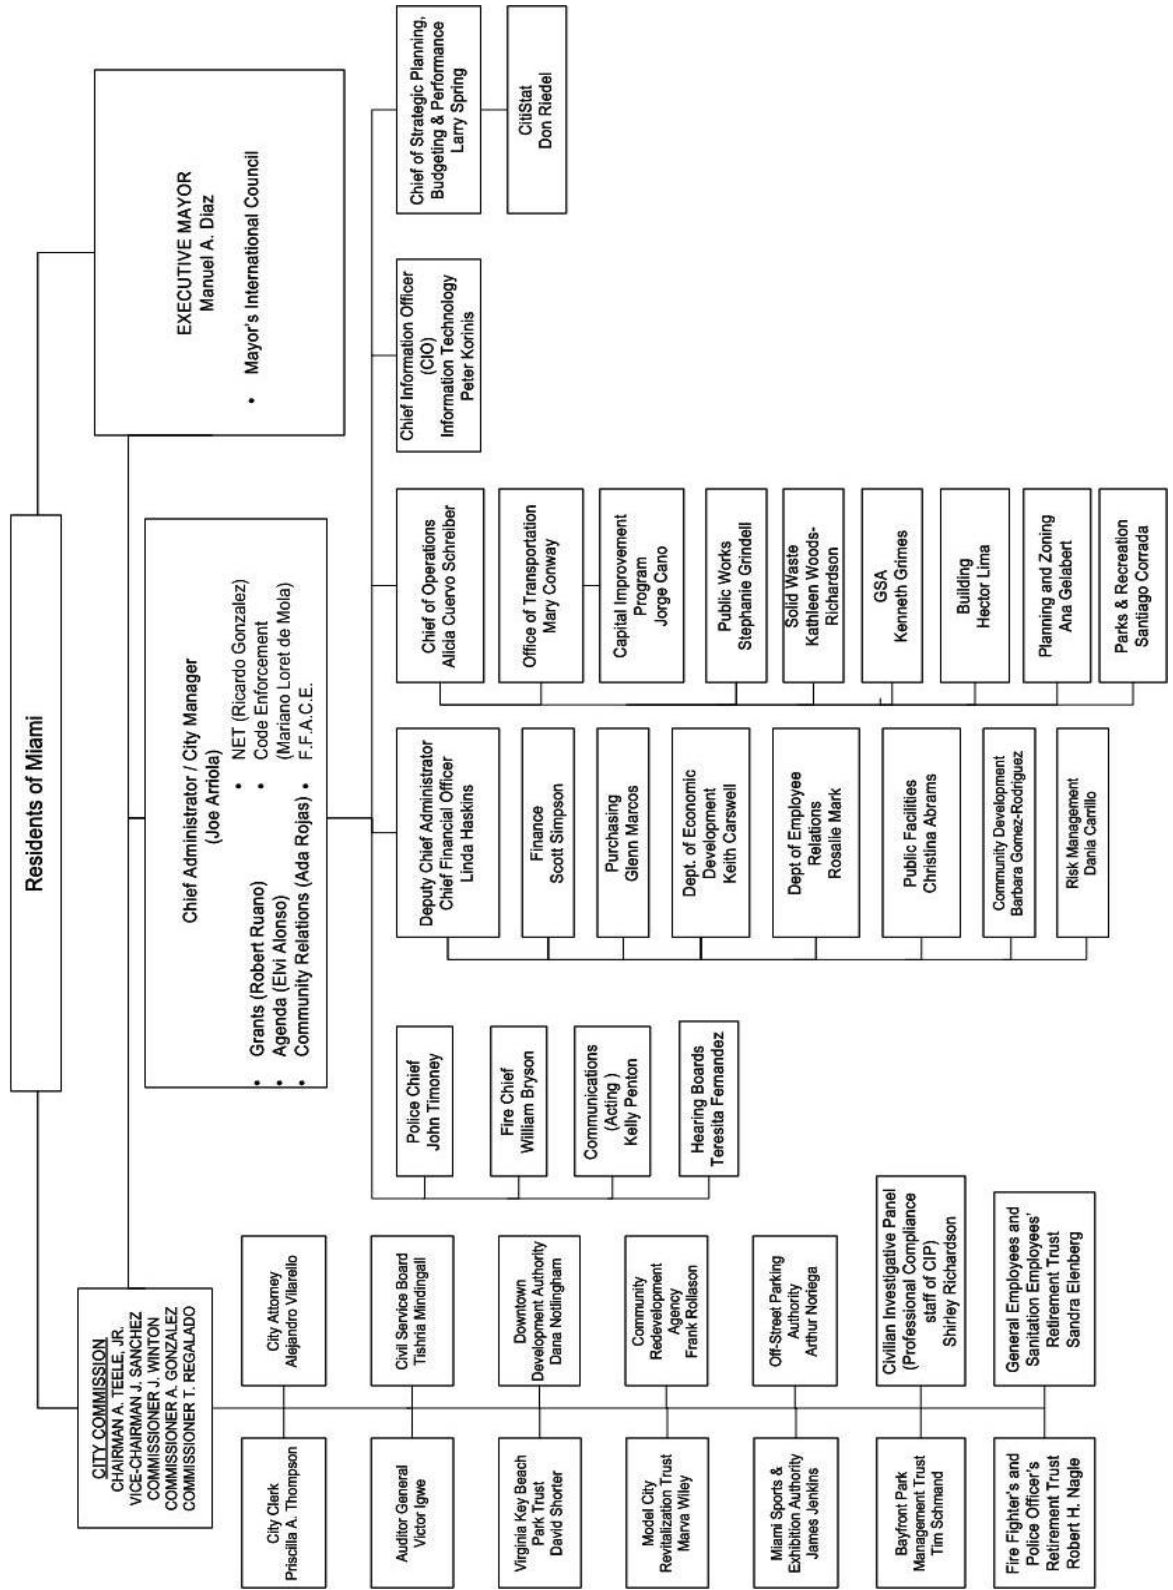 Residents of Miami
CITY COMMISSION
CHAIRMAN A. TEELE, JR.
VICE-CHAIRMAN J. SANCHEZ
COMMISSIONER J. WINTON
COMMISSIONER A. GONZALEZ
COMMISSIONER T. REGALADO
EXECUTIVE MAYOR
Manuel A. Diaz
• Mayor's International Council
Chief Administrator / City Manager
(Joe Arriola)
• Grants (Robert Ruano)
• Agenda (Elvi Alonso)
• Community Relations (Ada Rojas)
• NET (Ricardo Gonzalez)
• Code Enforcement
(Mariano Loret de Mola)
• F.F.A.C.E.
City Clerk
Priscilla A. Thompson
City Attorney
Alejandro Vilarello
Auditor General
Victor Igwe
Civil Service Board
Tishria Mindingall
Virginia Key Beach
Park Trust
David Shorter
Downtown
Development Authority
Dana Nottingham
Model City
Revitalization Trust
Marva Wiley
Community
Redevelopment
Agency
Frank Rollason
Miami Sports &
Exhibition Authority
James Jenkins
Off-Street Parking
Authority
Arthur Noriega
Bayfront Park
Management Trust
Tim Schmand
Civilian Investigative Panel
(Professional Compliance
staff of CIP)
Shirley Richardson
Fire Fighter's and
Police Officer's
Retirement Trust
Robert H. Nagle
General Employees and
Sanitation Employees'
Retirement Trust
Sandra Elenberg
Police Chief
John Timoney
Fire Chief
William Bryson
Communications
(Acting )
Kelly Penton
Hearing Boards
Teresita Fernandez
Deputy Chief Administrator
Chief Financial Officer
Linda Haskins
Finance
Scott Simpson
Purchasing
Glenn Marcos
Dept. of Economic
Development
Keith Carswell
Dept of Employee
Relations
Rosalie Mark
Public Facilities
Christina Abrams
Community Development
Barbara Gomez-Rodriguez
Risk Management
Dania Carrillo
Chief of Operations
Alicia Cuervo Schreiber
Office of Transportation
Mary Conway
Capital Improvement
Program
Jorge Cano
Public Works
Stephanie Grindell
Solid Waste
Kathleen Woods-
Richardson
GSA
Kenneth Grimes
Building
Hector Lima
Planning and Zoning
Ana Gelabert
Parks & Recreation
Santiago Corrada
Chief Information Officer
(CIO)
Information Technology
Peter Korinis
Chief of Strategic Planning,
Budgeting & Performance
Larry Spring
CitiStat
Don Riedel